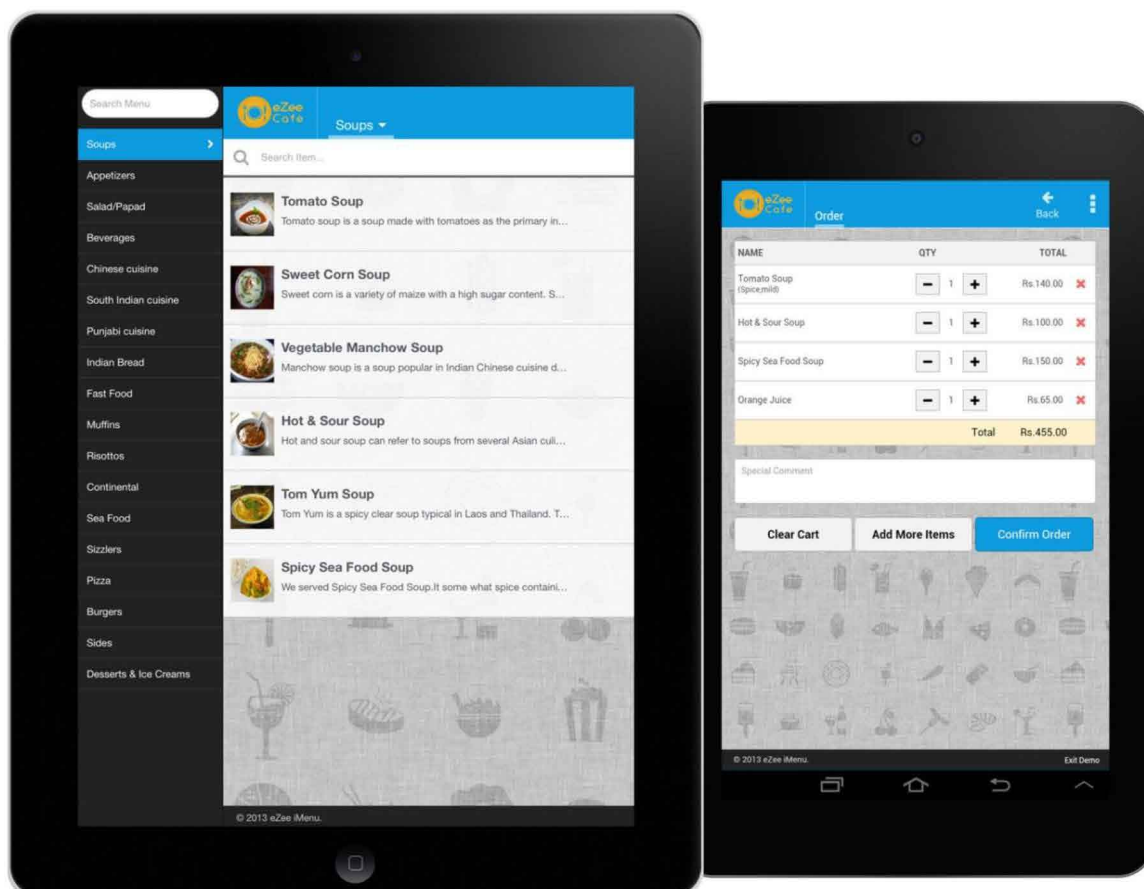 Search Menu
Soups
Appetizers
Salad/Papad
Beverages
Chinese cuisine
South Indian cuisine
Punjabi cuisine
Indian Bread
Fast Food
Muffins
Risottos
Continental
Sea Food
Sizzlers
Pizza
Burgers
Sides
Desserts & Ice Creams
eZee
Cafe
Soups
Search Item...
Tomato Soup
Tomato soup is a soup made with tomatoes as the primary in...
Sweet Corn Soup
Sweet corn is a variety of maize with a high sugar content. S...
Vegetable Manchow Soup
Manchow soup is a soup popular in Indian Chinese cuisine d...
Hot & Sour Soup
Hot and sour soup can refer to soups from several Asian culi...
Tom Yum Soup
Tom Yum is a spicy clear soup typical in Laos and Thailand. T...
Spicy Sea Food Soup
We served Spicy Sea Food Soup.It some what spice containi...
© 2013 eZee iMenu.
eZee
Cafe
Order
Back
NAME QTY TOTAL
Tomato Soup
(Spice,mild)
1 Rs.140.00
Hot & Sour Soup 1 Rs.100.00
Spicy Sea Food Soup 1 Rs.150.00
Orange Juice 1 Rs.65.00
Total Rs.455.00
Special Comment
Clear Cart Add More Items Confirm Order
© 2013 eZee iMenu. Exit Demo